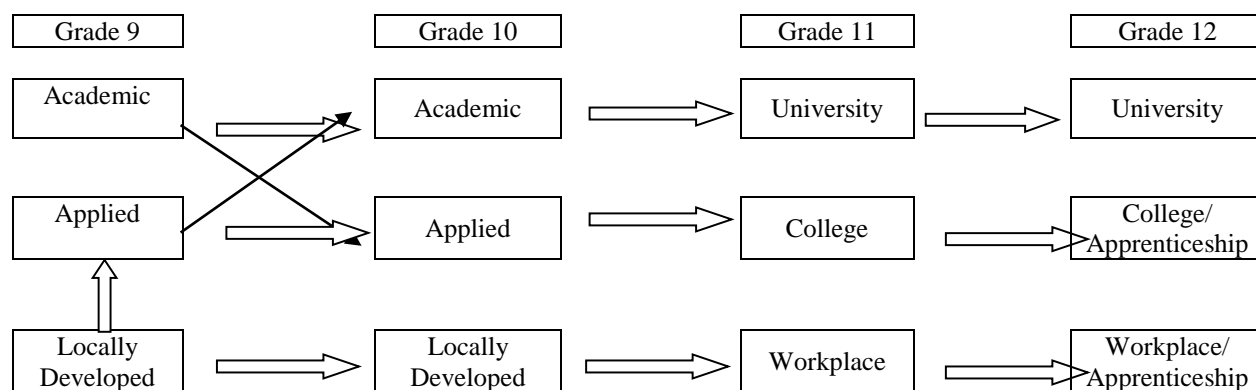 Grade 9
Grade 10
Grade 11
Grade 12
Academic
Academic
University
University
Applied
Applied
College
College/
Apprenticeship
Locally
Developed
Locally
Developed
Workplace
Workplace/
Apprenticeship